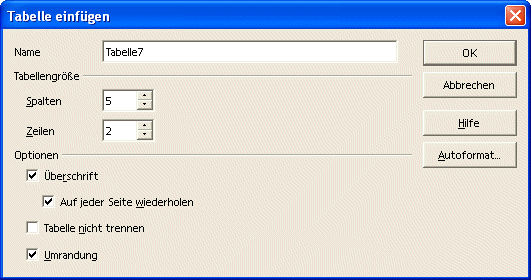 Tabelle einfügen
Name Tabelle7 OK
Tabellengröße Abbrechen
Spalten 5
Zeilen 2 Hilfe
Optionen Autoformat...
Überschrift
Auf jeder Seite wiederholen
Tabelle nicht trennen
Umrandung